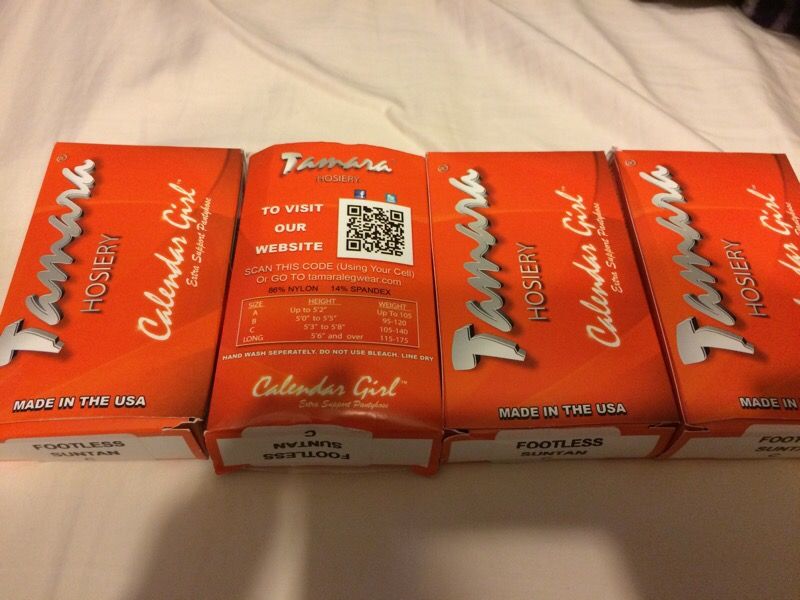 Tamara
HOSIERY
Calendar Girl™
Extra Support Pantyhose
MADE IN THE USA
FOOTLESS
SUNTAN
C
Tamara™
HOSIERY
TO VISIT
OUR
WEBSITE
SCAN THIS CODE (Using Your Cell)
Or GO TO tamaralegwear.com
86% NYLON 14% SPANDEX
SIZE HEIGHT WEIGHT
A Up to 5'2" Up To 105
B 5'0" to 5'5" 95-120
C 5'3" to 5'8" 105-140
LONG 5'6" and over 115-175
HAND WASH SEPERATELY. DO NOT USE BLEACH. LINE DRY
Calendar Girl™
Extra Support Pantyhose
FOOTLESS
SUNTAN
C
Tamara
HOSIERY
Calendar Girl™
Extra Support Pantyhose
MADE IN THE USA
FOOTLESS
SUNTAN
Tamara
HOSIERY
Calendar Girl
MADE IN THE
SUNTAN
C